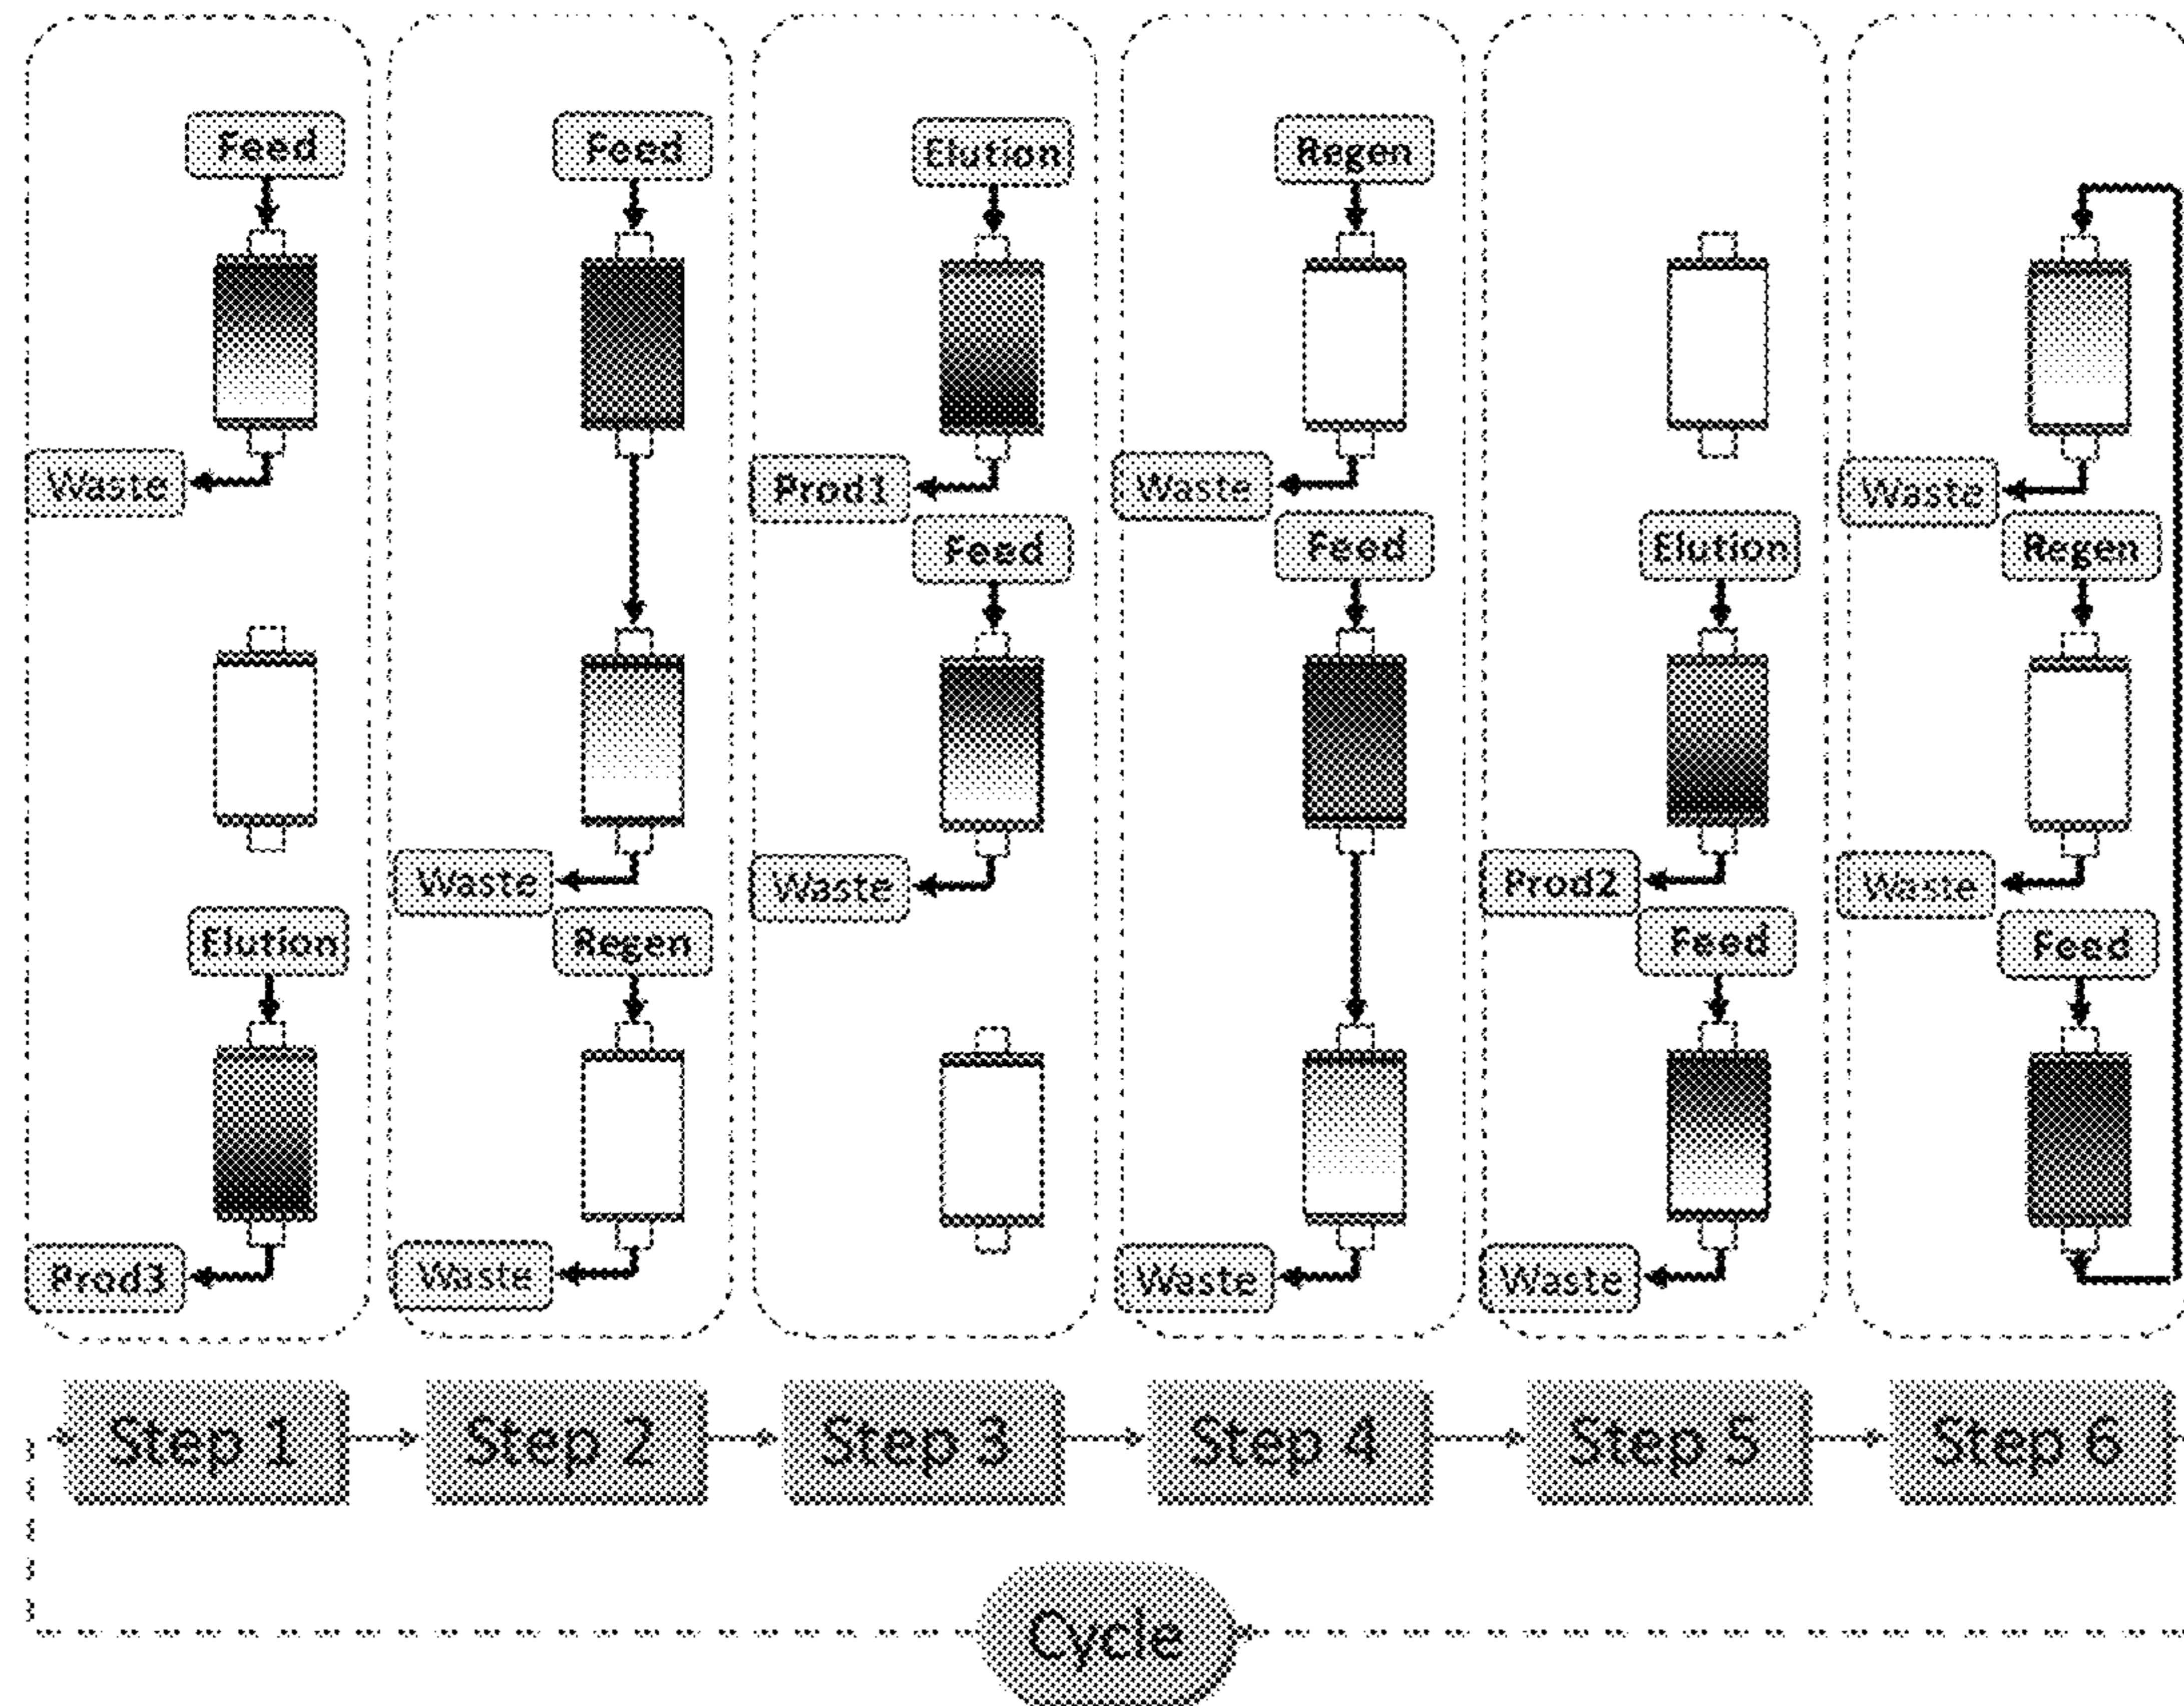 Feed
Waste
Elution
Prod3
Feed
Waste
Regen
Waste
Elution
Prod1
Feed
Waste
Regen
Waste
Feed
Waste
Elution
Prod2
Feed
Waste
Waste
Regen
Waste
Feed
Step 1
Step 2
Step 3
Step 4
Step 5
Step 6
Cycle